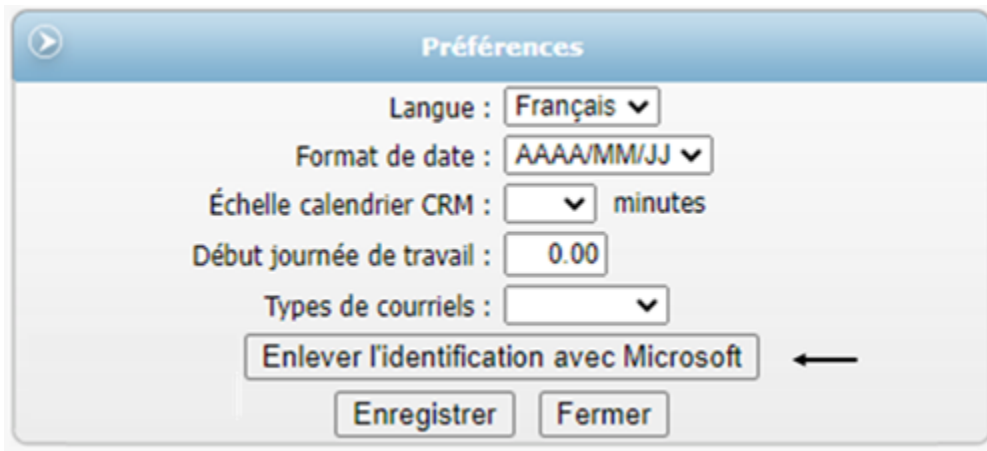 Préférences
Langue : Français
Format de date : AAAA/MM/JJ
Échelle calendrier CRM : minutes
Début journée de travail : 0.00
Types de courriels :
Enlever l'identification avec Microsoft
Enregistrer Fermer